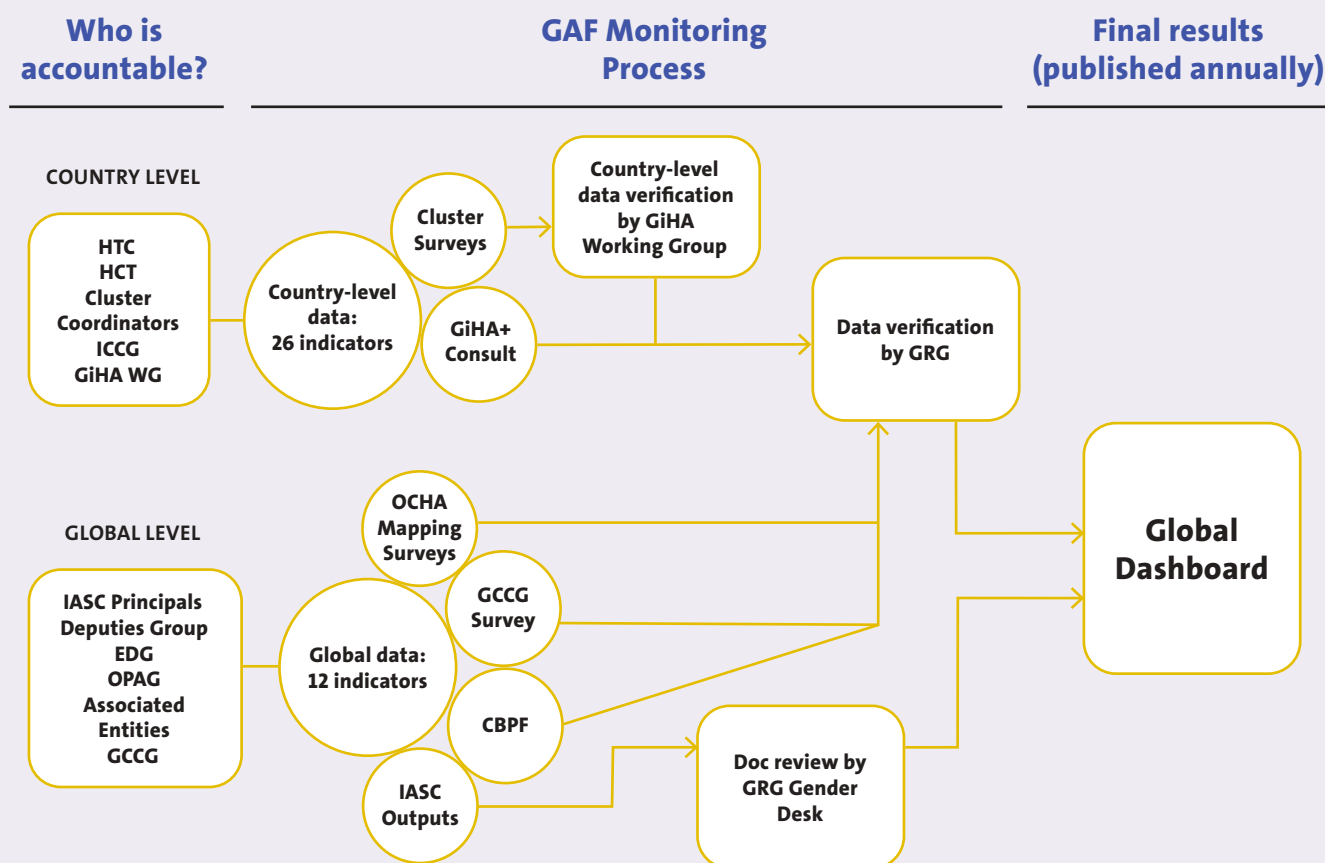 Who is
accountable?
GAF Monitoring
Process
Final results
(published annually)
COUNTRY LEVEL
HTC
HCT
Cluster
Coordinators
ICCG
GiHA WG
Country-level
data:
26 indicators
Cluster
Surveys
GiHA+
Consult
Country-level
data verification
by GiHA
Working Group
Data verification
by GRG
GLOBAL LEVEL
IASC Principals
Deputies Group
EDG
OPAG
Associated
Entities
GCCG
Global data:
12 indicators
OCHA
Mapping
Surveys
GCCG
Survey
CBPF
IASC
Outputs
Doc review by
GRG Gender
Desk
Global
Dashboard